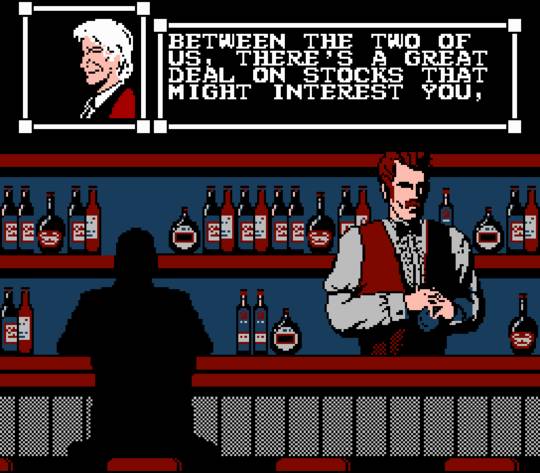 BETWEEN THE TWO OF
US, THERE'S A GREAT
DEAL ON STOCKS THAT
MIGHT INTEREST YOU,